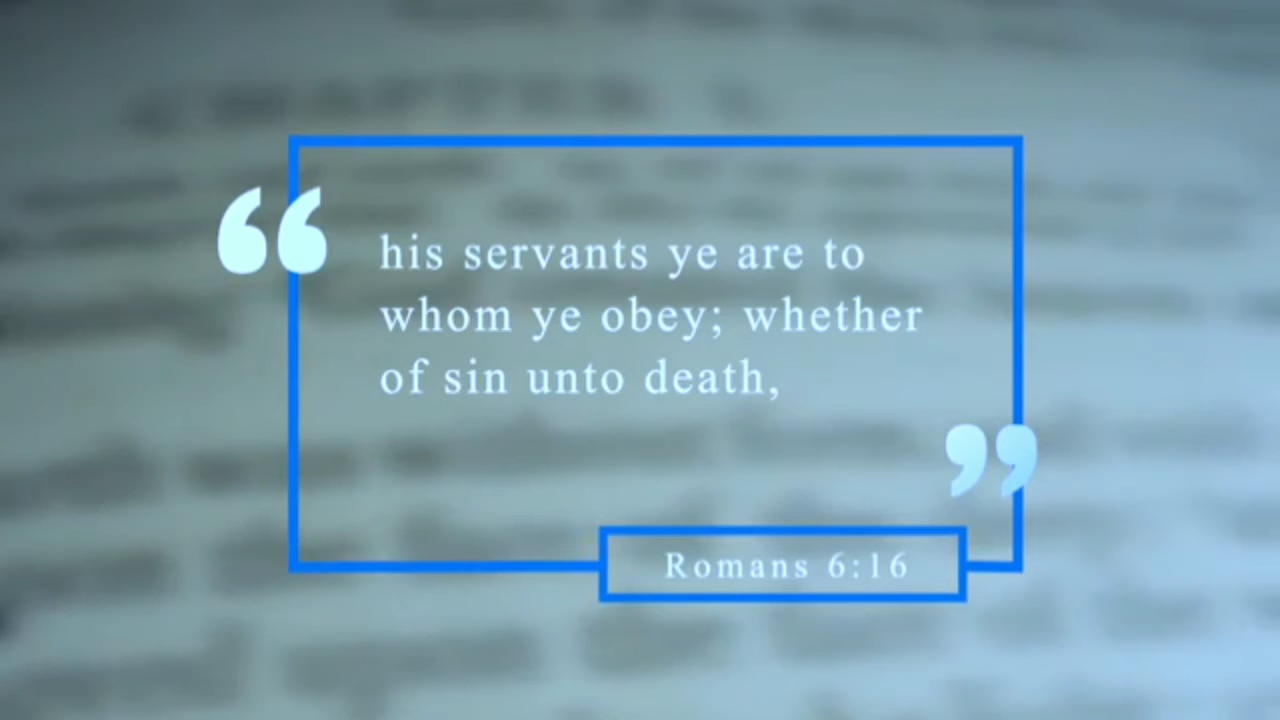 “
his servants ye are to
whom ye obey; whether
of sin unto death,
”
Romans 6:16